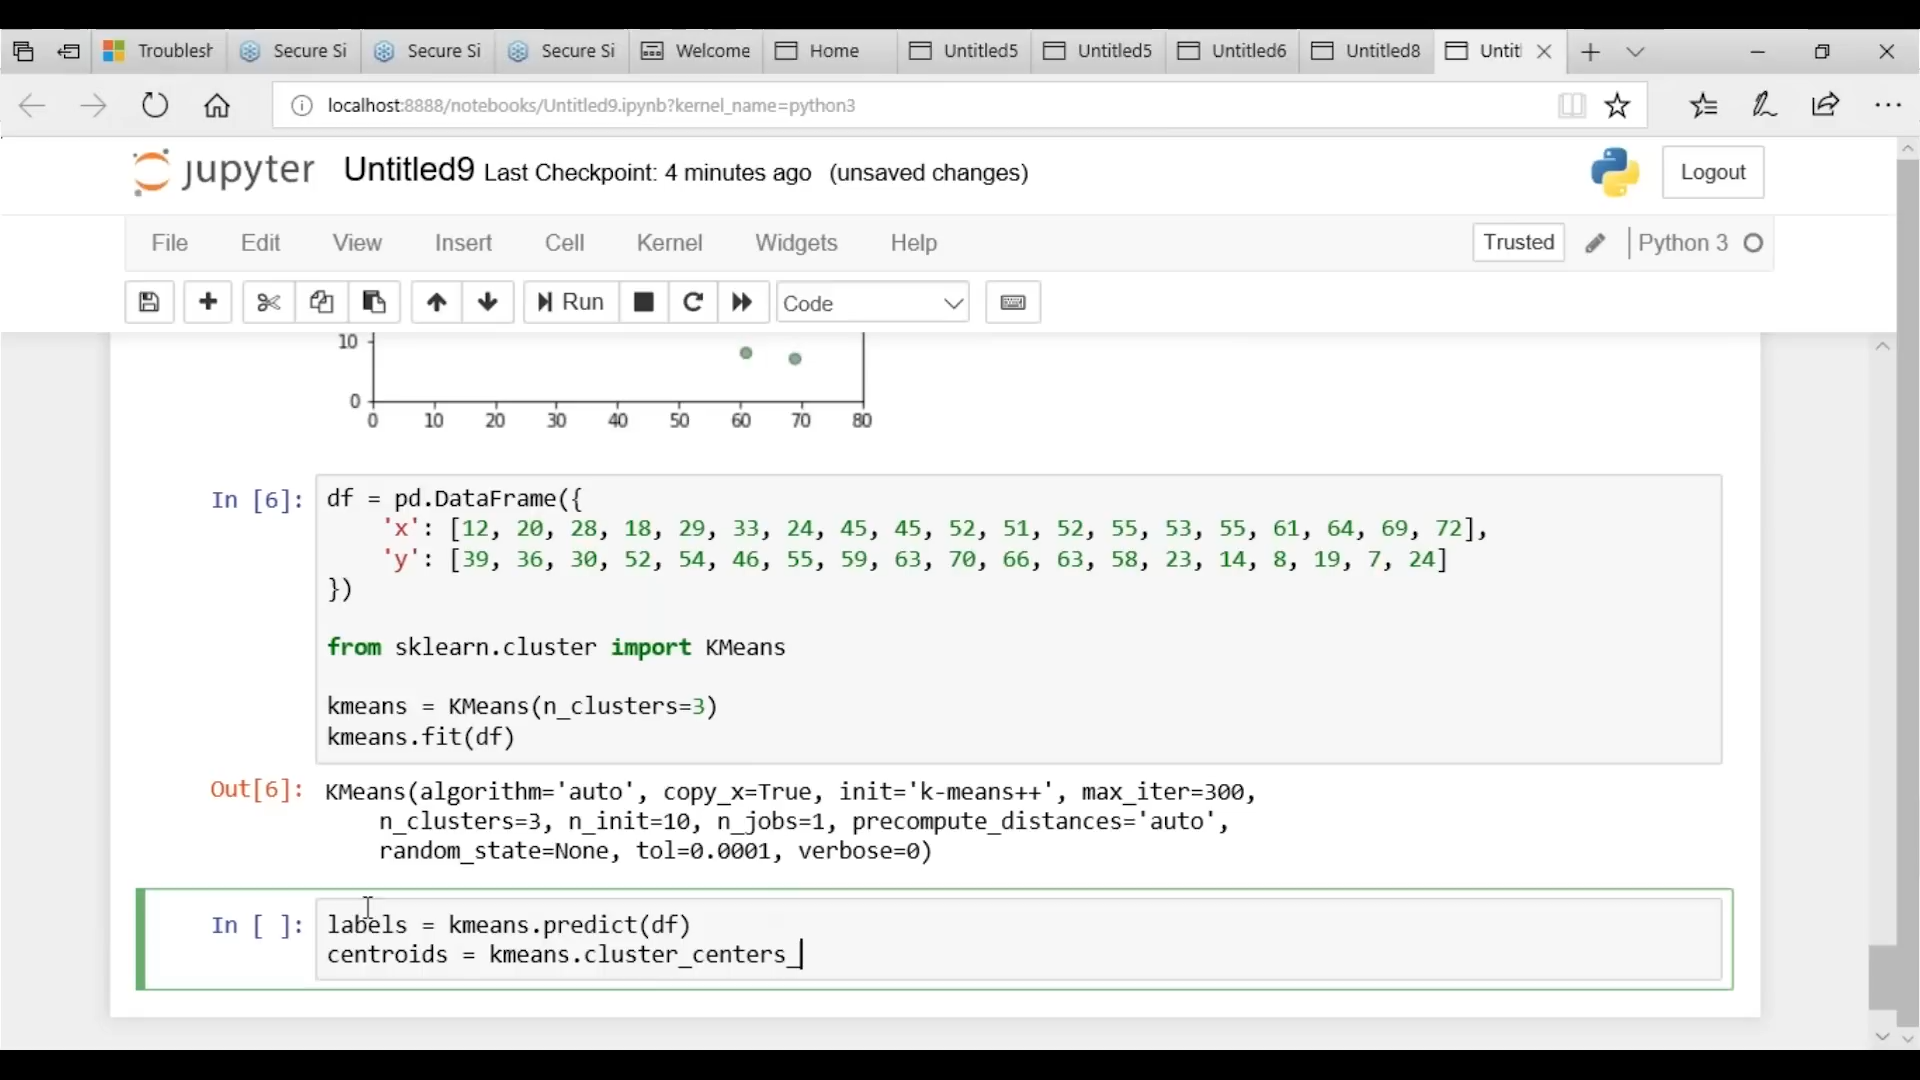 Troublesh Secure Si Secure Si Secure Si Welcome Home Untitled5 Untitled5 Untitled6 Untitled8 Untitl
localhost:8888/notebooks/Untitled9.ipynb?kernel_name=python3
jupyter Untitled9 Last Checkpoint: 4 minutes ago (unsaved changes) Logout
File Edit View Insert Cell Kernel Widgets Help Trusted Python 3
Run Code
10
0
0 10 20 30 40 50 60 70 80
In [6]: df = pd.DataFrame({
'x': [12, 20, 28, 18, 29, 33, 24, 45, 45, 52, 51, 52, 55, 53, 55, 61, 64, 69, 72],
'y': [39, 36, 30, 52, 54, 46, 55, 59, 63, 70, 66, 63, 58, 23, 14, 8, 19, 7, 24]
})
from sklearn.cluster import KMeans
kmeans = KMeans(n_clusters=3)
kmeans.fit(df)
Out[6]: KMeans(algorithm='auto', copy_x=True, init='k-means++', max_iter=300,
n_clusters=3, n_init=10, n_jobs=1, precompute_distances='auto',
random_state=None, tol=0.0001, verbose=0)
In [ ]: labels = kmeans.predict(df)
centroids = kmeans.cluster_centers_